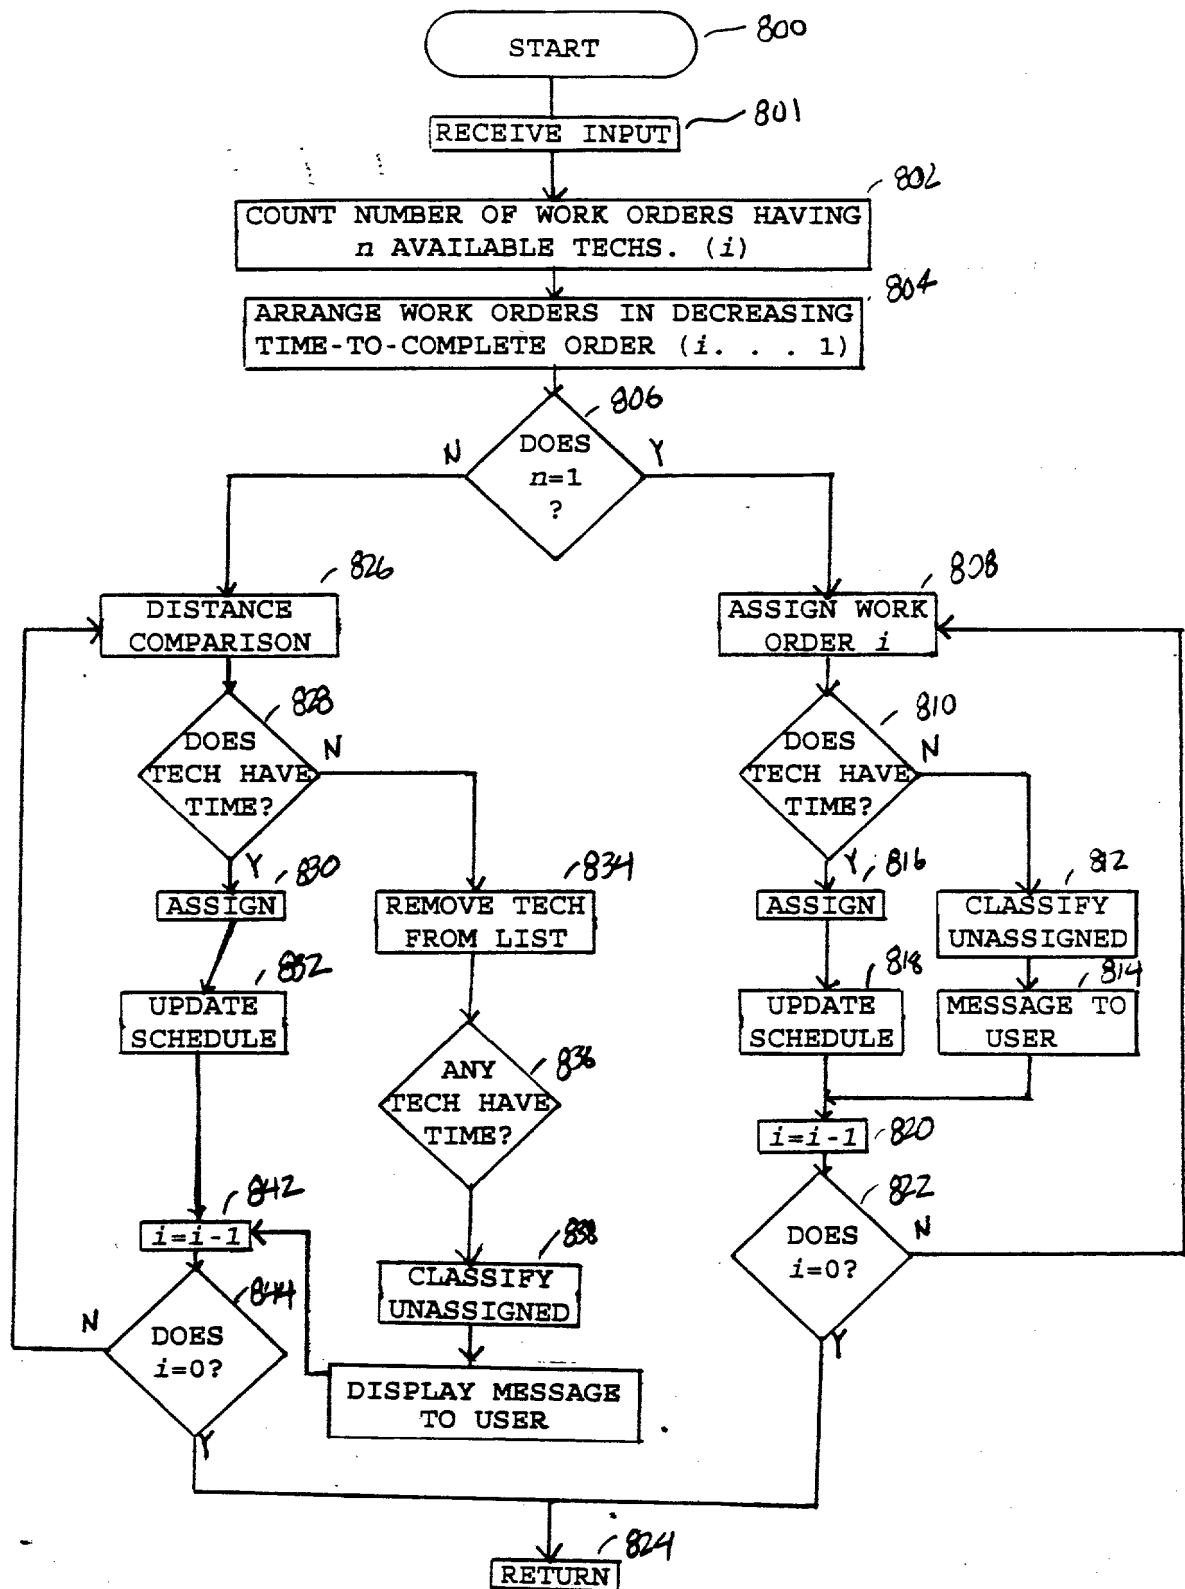 START
800
RECEIVE INPUT
801
802
COUNT NUMBER OF WORK ORDERS HAVING
n AVAILABLE TECHS. (i)
804
ARRANGE WORK ORDERS IN DECREASING
TIME-TO-COMPLETE ORDER (i. . . 1)
806
DOES
n=1
?
N
Y
826
DISTANCE
COMPARISON
808
ASSIGN WORK
ORDER i
828
DOES
TECH HAVE
TIME?
N
Y
810
DOES
TECH HAVE
TIME?
N
Y
830
ASSIGN
834
REMOVE TECH
FROM LIST
816
ASSIGN
812
CLASSIFY
UNASSIGNED
832
UPDATE
SCHEDULE
818
UPDATE
SCHEDULE
814
MESSAGE TO
USER
836
ANY
TECH HAVE
TIME?
i=i-1
820
842
i=i-1
838
CLASSIFY
UNASSIGNED
822
DOES
i=0?
N
Y
844
DOES
i=0?
N
Y
DISPLAY MESSAGE
TO USER
824
RETURN